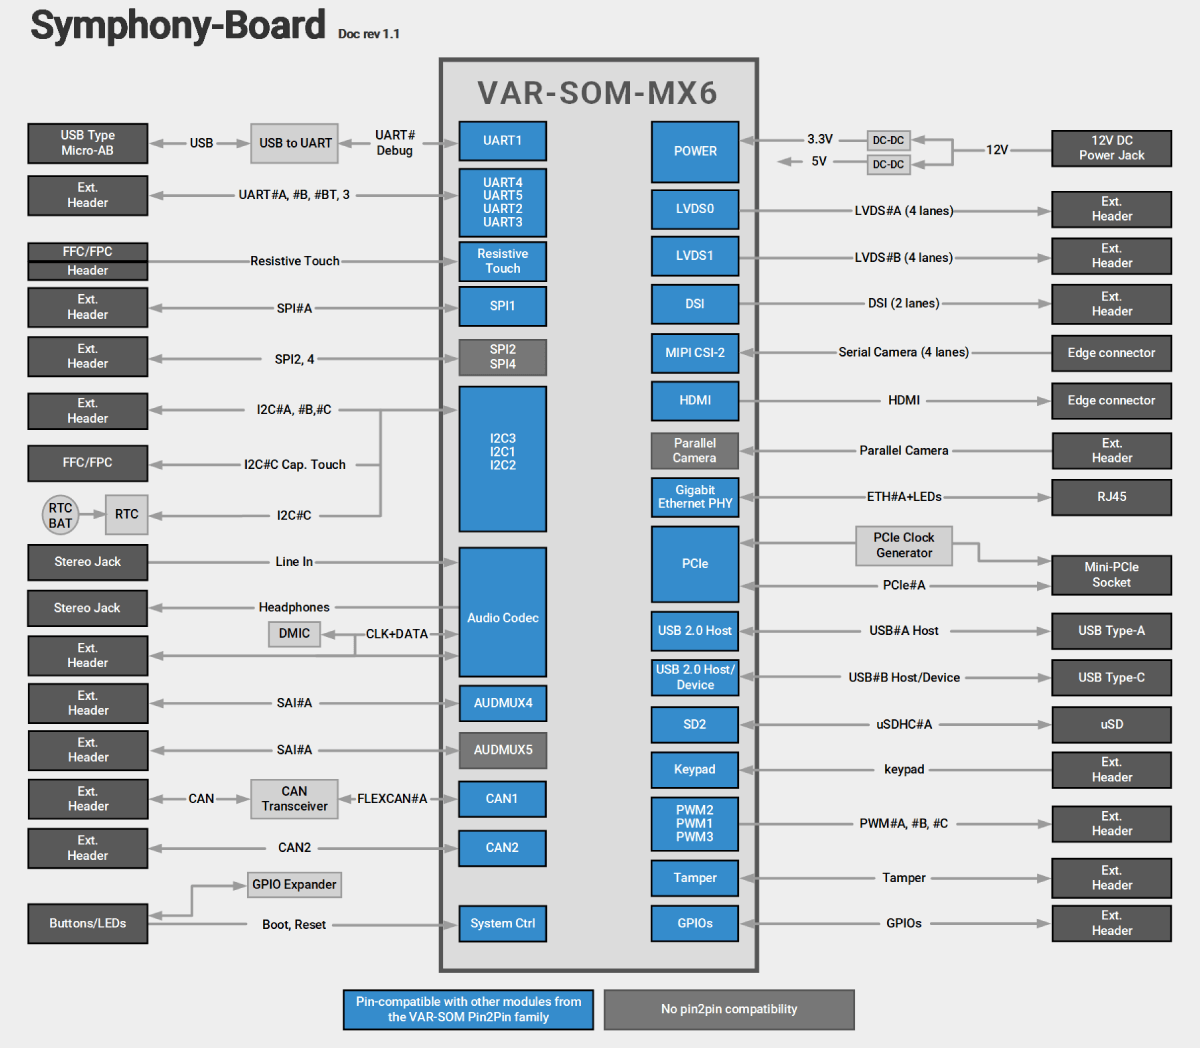 Symphony-Board Doc rev 1.1
VAR-SOM-MX6
USB Type
Micro-AB
USB
USB to UART
UART#
Debug
UART1
Ext.
Header
UART#A, #B, #BT, 3
UART4
UART5
UART2
UART3
FFC/FPC
Header
Resistive Touch
Resistive
Touch
Ext.
Header
SPI#A
SPI1
Ext.
Header
SPI2, 4
SPI2
SPI4
Ext.
Header
I2C#A, #B,#C
I2C3
I2C1
I2C2
FFC/FPC
I2C#C Cap. Touch
RTC
BAT
RTC
I2C#C
Stereo Jack
Line In
Audio Codec
Stereo Jack
Headphones
DMIC
CLK+DATA
Ext.
Header
Ext.
Header
SAI#A
AUDMUX4
Ext.
Header
SAI#A
AUDMUX5
Ext.
Header
CAN
CAN
Transceiver
FLEXCAN#A
CAN1
Ext.
Header
CAN2
CAN2
GPIO Expander
Buttons/LEDs
Boot, Reset
System Ctrl
POWER
3.3V
DC-DC
5V
DC-DC
12V
12V DC
Power Jack
LVDS0
LVDS#A (4 lanes)
Ext.
Header
LVDS1
LVDS#B (4 lanes)
Ext.
Header
DSI
DSI (2 lanes)
Ext.
Header
MIPI CSI-2
Serial Camera (4 lanes)
Edge connector
HDMI
HDMI
Edge connector
Parallel
Camera
Parallel Camera
Ext.
Header
Gigabit
Ethernet PHY
ETH#A+LEDs
RJ45
PCIe
PCIe Clock
Generator
PCIe#A
Mini-PCIe
Socket
USB 2.0 Host
USB#A Host
USB Type-A
USB 2.0 Host/
Device
USB#B Host/Device
USB Type-C
SD2
uSDHC#A
uSD
Keypad
keypad
Ext.
Header
PWM2
PWM1
PWM3
PWM#A, #B, #C
Ext.
Header
Tamper
Tamper
Ext.
Header
GPIOs
GPIOs
Ext.
Header
Pin-compatible with other modules from
the VAR-SOM Pin2Pin family
No pin2pin compatibility